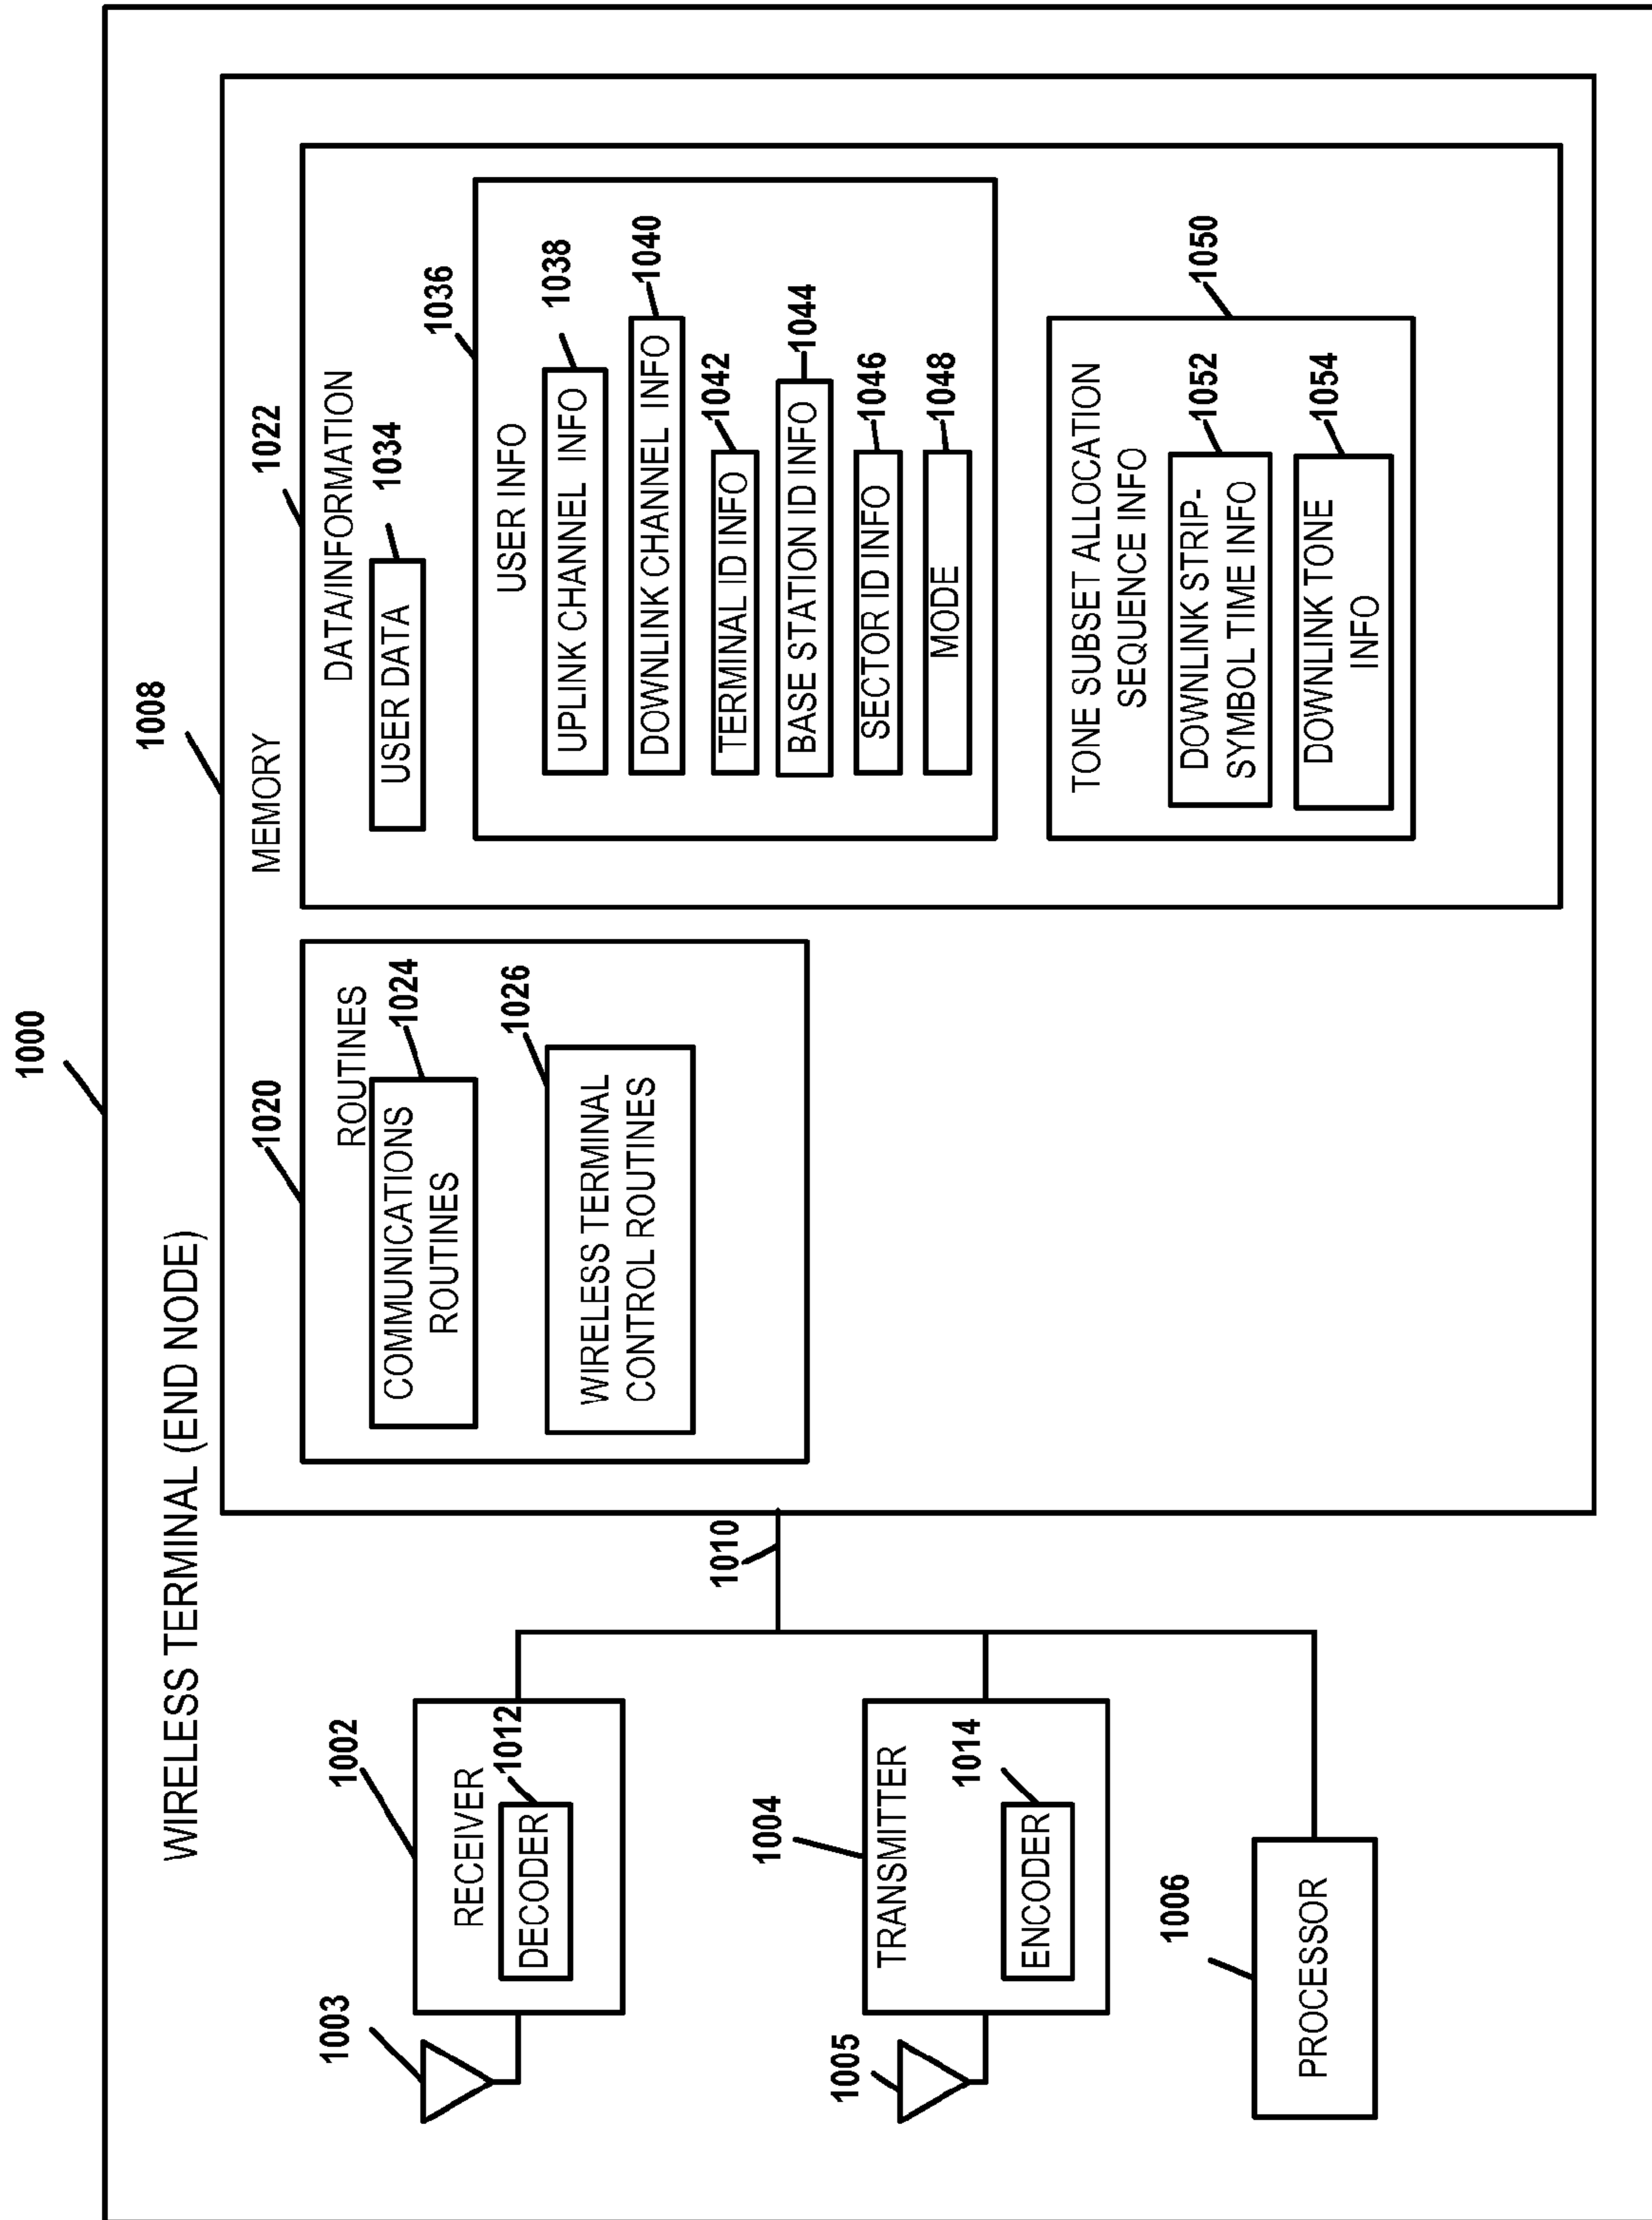 1000
WIRELESS TERMINAL (END NODE)
1003
1002
RECEIVER
1012
DECODER
1005
1004
TRANSMITTER
1014
ENCODER
1006
PROCESSOR
1010
1008
MEMORY
1020
ROUTINES
1024
COMMUNICATIONS
ROUTINES
1026
WIRELESS TERMINAL
CONTROL ROUTINES
1022
DATA/INFORMATION
1034
USER DATA
1036
USER INFO
1038
UPLINK CHANNEL INFO
1040
DOWNLINK CHANNEL INFO
1042
TERMINAL ID INFO
1044
BASE STATION ID INFO
1046
SECTOR ID INFO
1048
MODE
1050
TONE SUBSET ALLOCATION
SEQUENCE INFO
1052
DOWNLINK STRIP-
SYMBOL TIME INFO
1054
DOWNLINK TONE
INFO